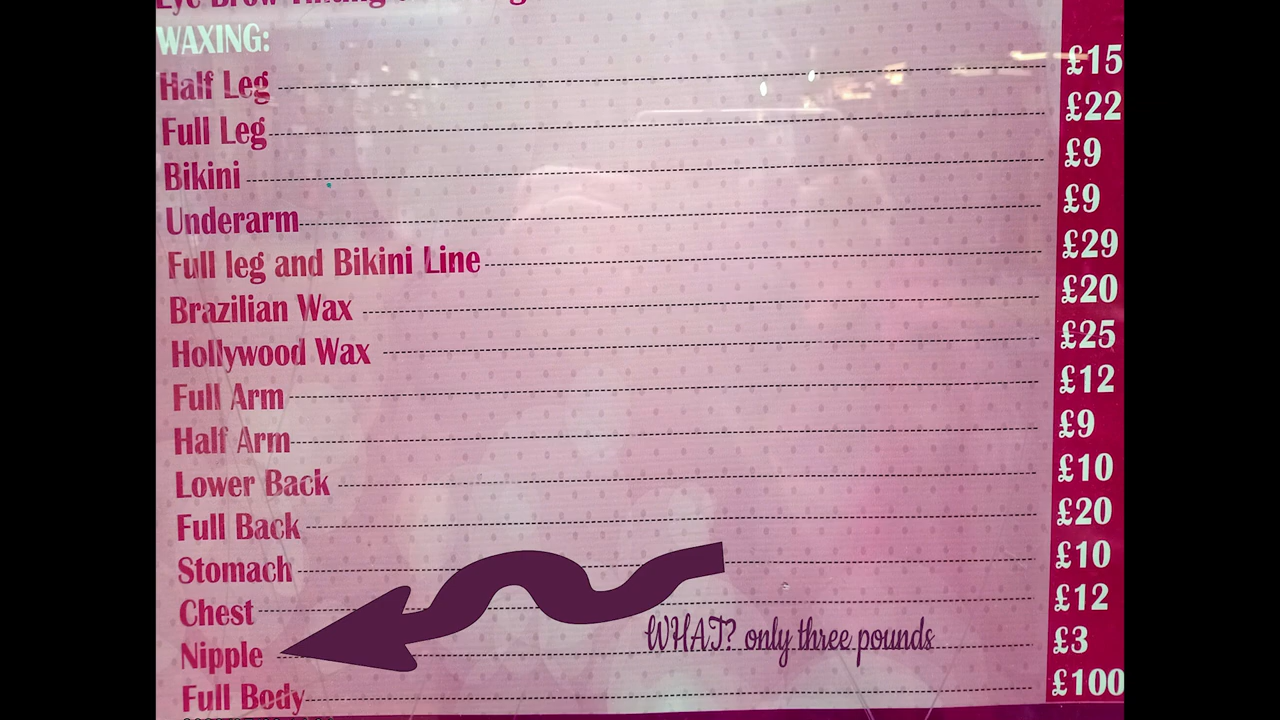 WAXING:
Half Leg £15
Full Leg £22
Bikini £9
Underarm £9
Full leg and Bikini Line £29
Brazilian Wax £20
Hollywood Wax £25
Full Arm £12
Half Arm £9
Lower Back £10
Full Back £20
Stomach £10
Chest £12
WHAT? only three pounds
Nipple £3
Full Body £100